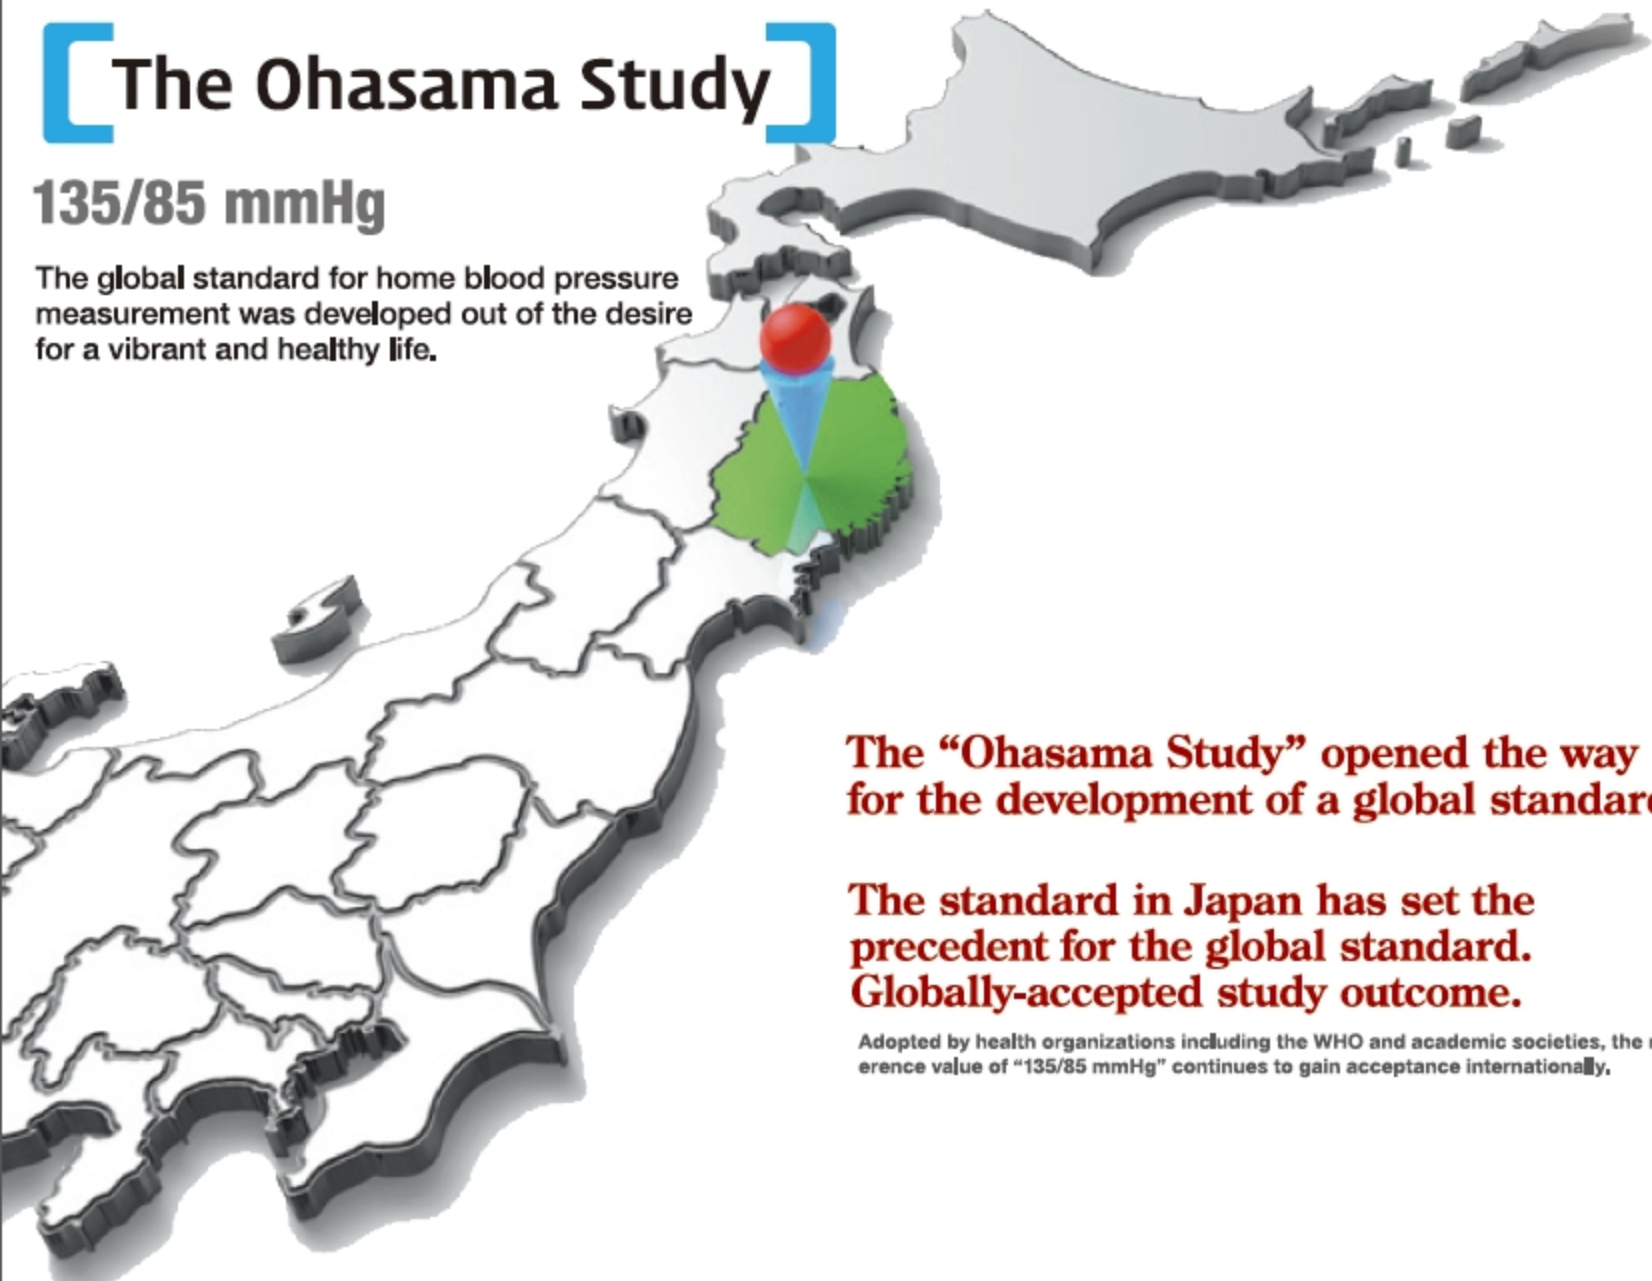 The Ohasama Study
135/85 mmHg
The global standard for home blood pressure
measurement was developed out of the desire
for a vibrant and healthy life.
The “Ohasama Study” opened the way
for the development of a global
The standard in Japan has set the
precedent for the global standard.
Globally-accepted study outcome.
Adopted by health organizations including the WHO and academic societies, the
erence value of “135/85 mmHg” continues to gain acceptance internationally.